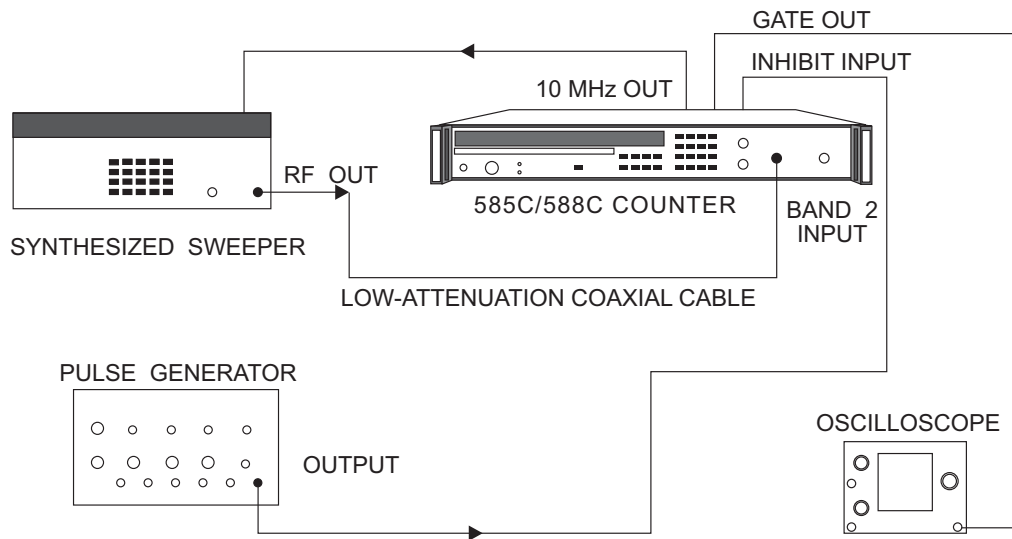 GATE OUT
INHIBIT INPUT
10 MHz OUT
RF OUT
585C/588C COUNTER
BAND 2
INPUT
SYNTHESIZED SWEEPER
LOW-ATTENUATION COAXIAL CABLE
PULSE GENERATOR
OSCILLOSCOPE
OUTPUT